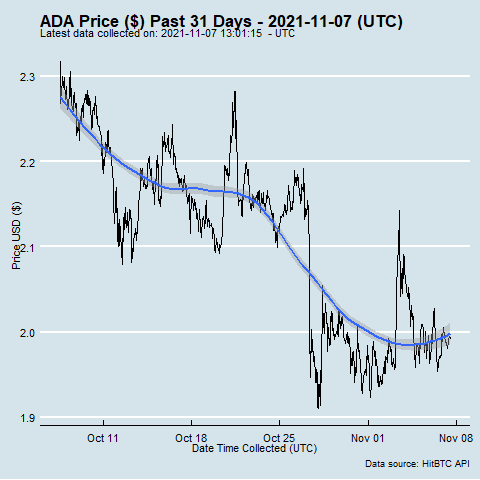 ADA Price ($) Past 31 Days - 2021-11-07 (UTC)
Latest data collected on: 2021-11-07 13:01:15 - UTC
2.3
2.2
2.1
2.0
1.9
Price USD ($)
Oct 11
Oct 18
Oct 25
Nov 01
Nov 08
Date Time Collected (UTC)
Data source: HitBTC API